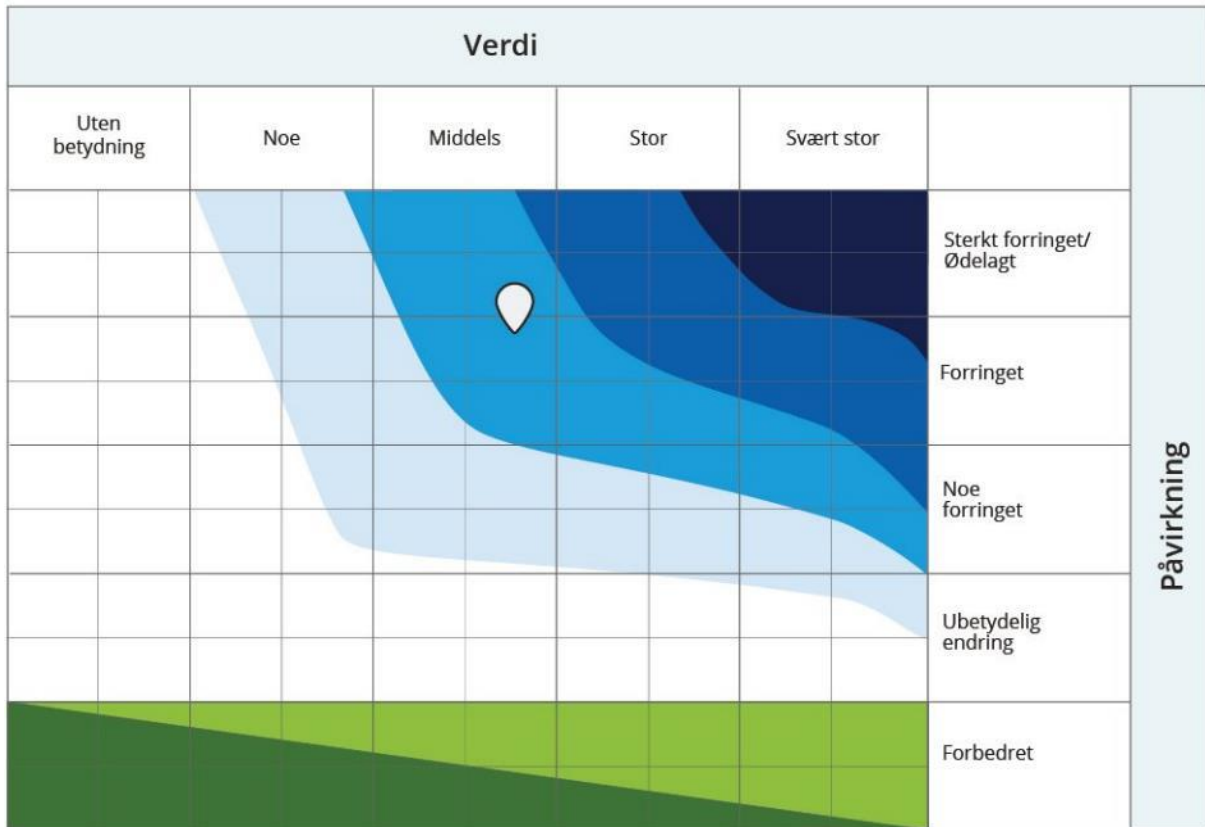 Verdi
Uten
betydning
Noe
Middels
Stor
Svært stor
Sterkt forringet/
Ødelagt
Forringet
Noe
forringet
Ubetydelig
endring
Forbedret
Påvirkning